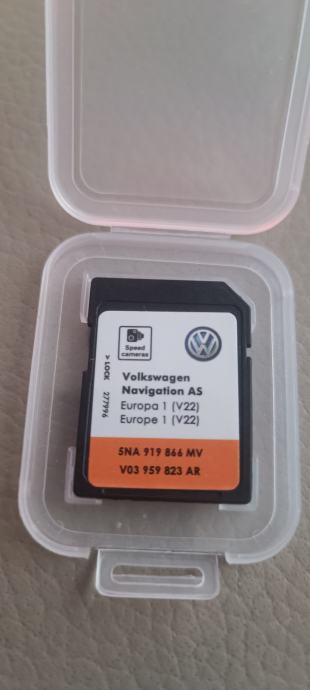 Speed
cameras
> LOCK 277996
Volkswagen
Navigation AS
Europa 1 (V22)
Europe 1 (V22)
5NA 919 866 MV
V03 959 823 AR